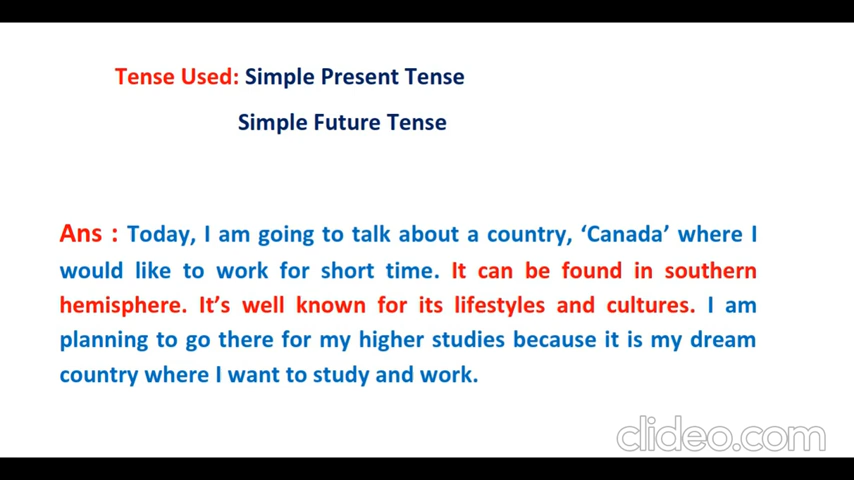 Tense Used: Simple Present Tense
Simple Future Tense
Ans : Today, I am going to talk about a country, ‘Canada’ where I
would like to work for short time. It can be found in southern
hemisphere. It’s well known for its lifestyles and cultures. I am
planning to go there for my higher studies because it is my dream
country where I want to study and work.
clideo.com